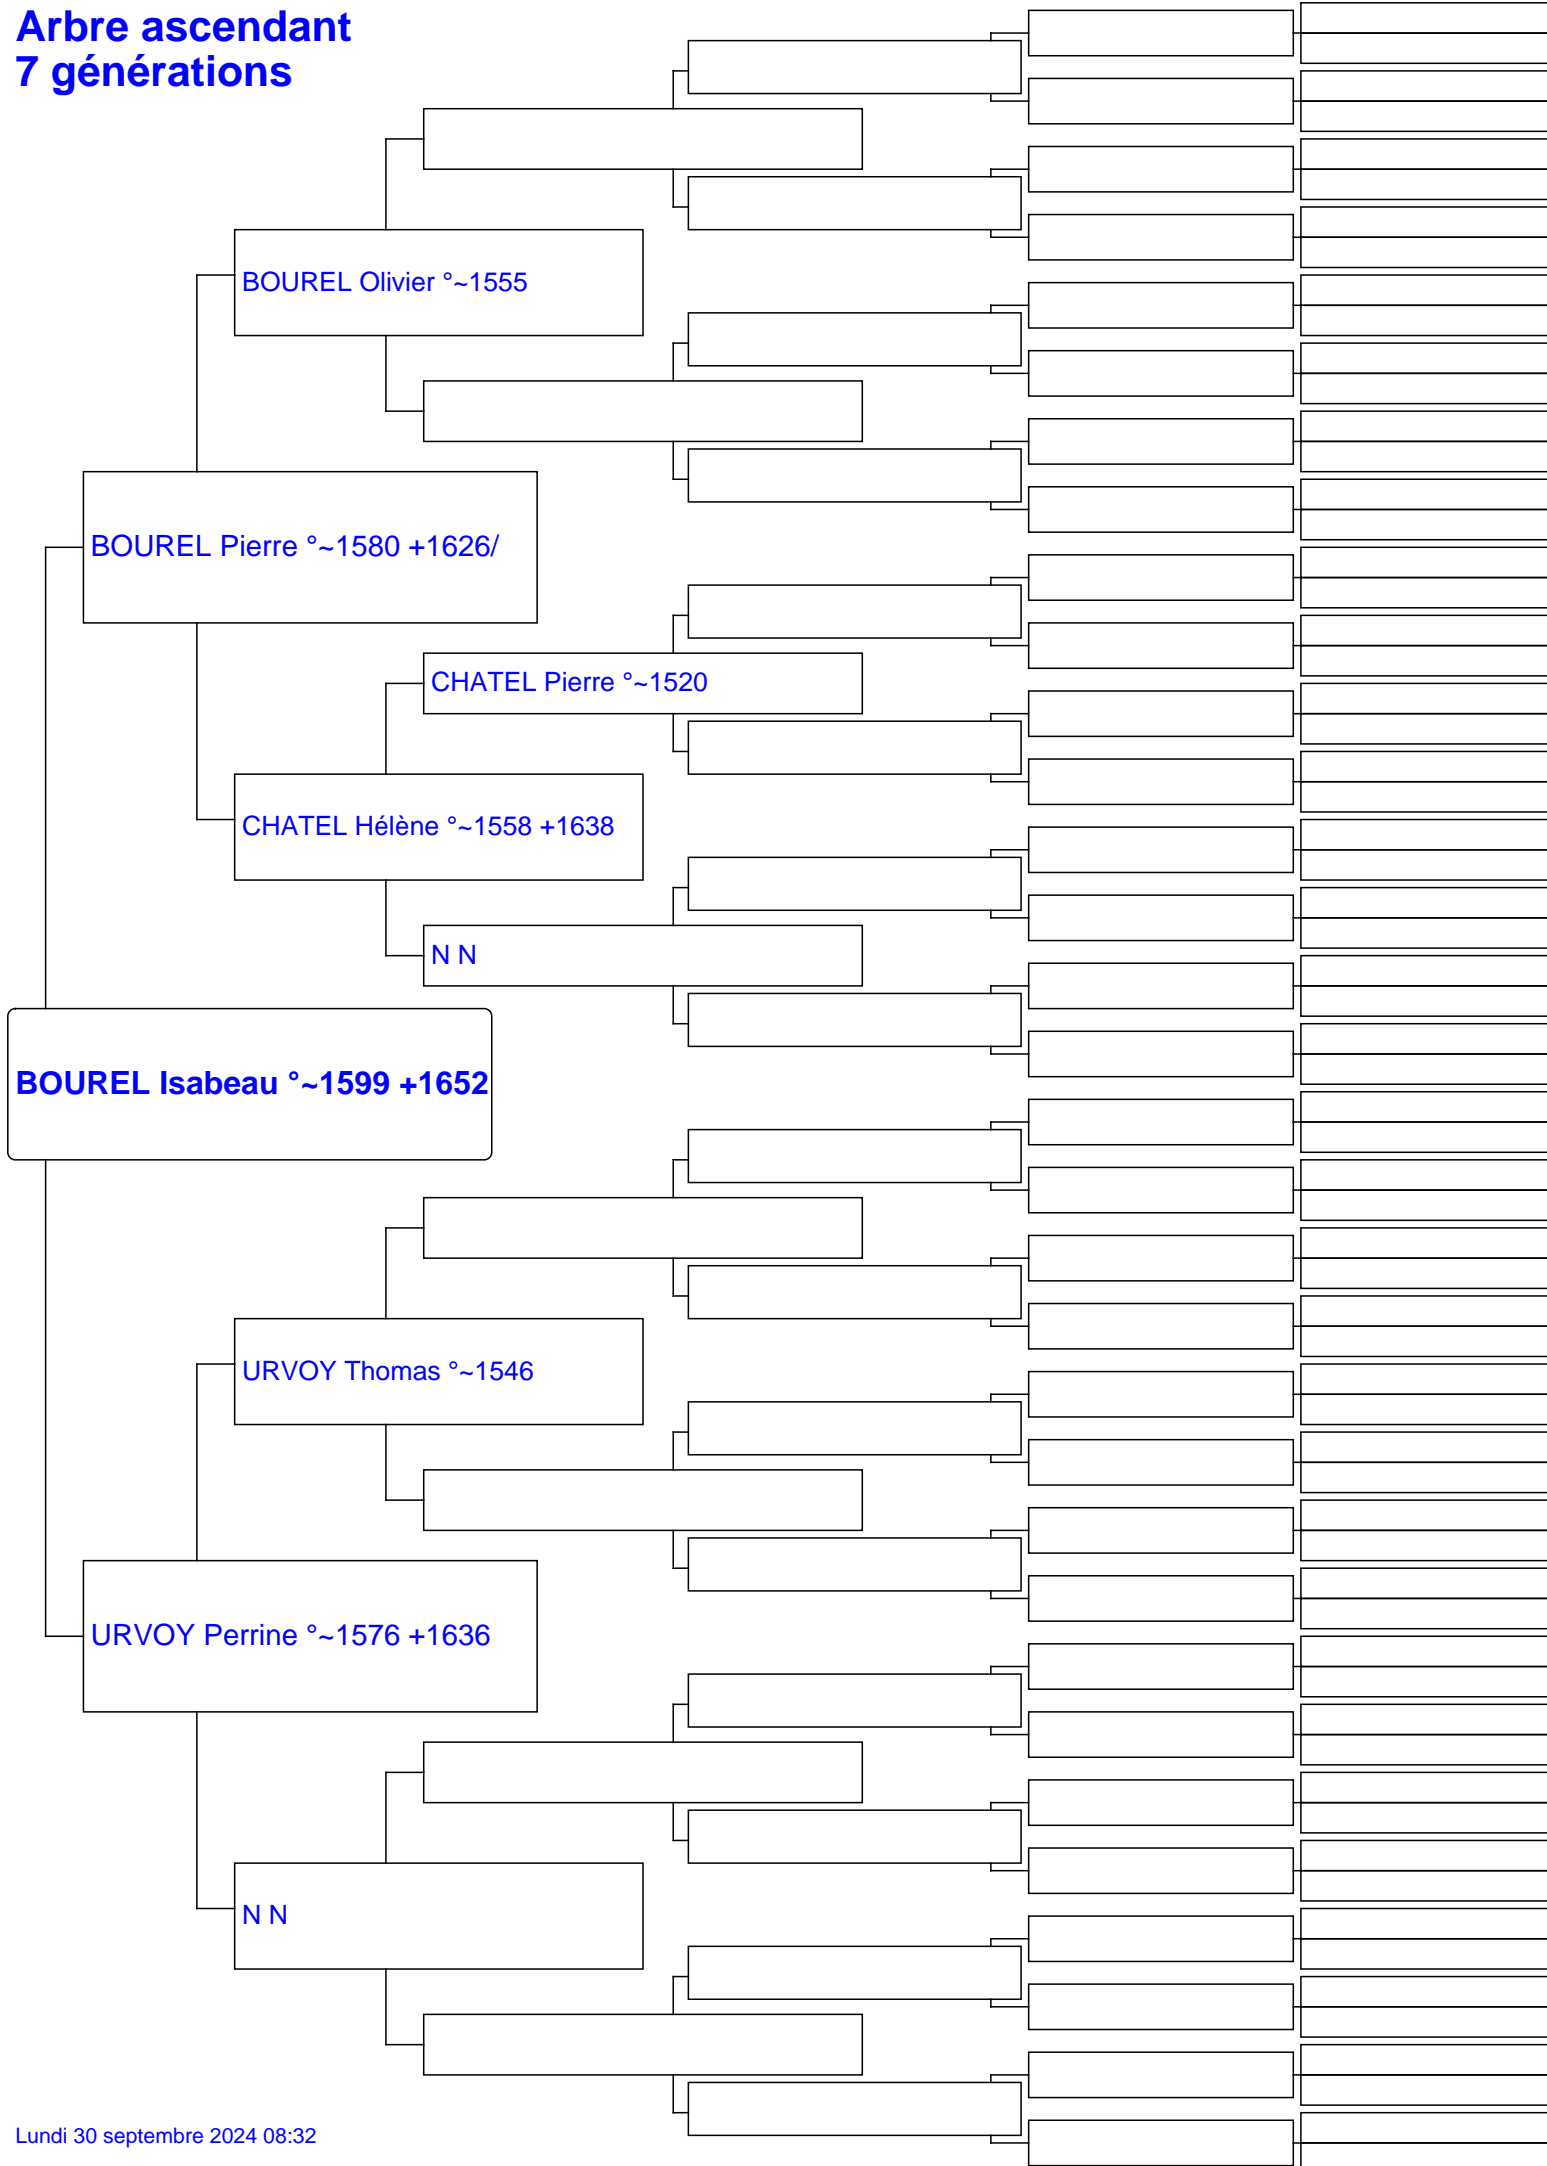 Arbre ascendant
7 générations
BOUREL Olivier °~1555
BOUREL Pierre °~1580 +1626/
CHATEL Pierre °~1520
CHATEL Hélène °~1558 +1638
N N
BOUREL Isabeau °~1599 +1652
URVOY Thomas °~1546
URVOY Perrine °~1576 +1636
N N
Lundi 30 septembre 2024 08:32